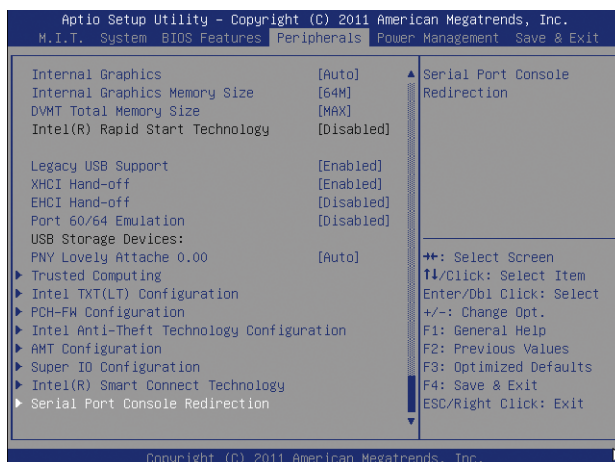 Aptio Setup Utility – Copyright (C) 2011 American Megatrends, Inc.
M.I.T. System BIOS Features Peripherals Power Management Save & Exit
Internal Graphics [Auto]
Internal Graphics Memory Size [64M]
DVMT Total Memory Size [MAX]
Intel(R) Rapid Start Technology [Disabled]
Legacy USB Support [Enabled]
XHCI Hand-off [Enabled]
EHCI Hand-off [Disabled]
Port 60/64 Emulation [Disabled]
USB Storage Devices:
PNY Lovely Attache 0.00 [Auto]
Trusted Computing
Intel TXT(LT) Configuration
PCH-FW Configuration
Intel Anti-Theft Technology Configuration
AMT Configuration
Super IO Configuration
Intel(R) Smart Connect Technology
Serial Port Console Redirection
Serial Port Console
Redirection
→←: Select Screen
↑↓/Click: Select Item
Enter/Dbl Click: Select
+/-: Change Opt.
F1: General Help
F2: Previous Values
F3: Optimized Defaults
F4: Save & Exit
ESC/Right Click: Exit
Copyright (C) 2011 American Megatrends, Inc.